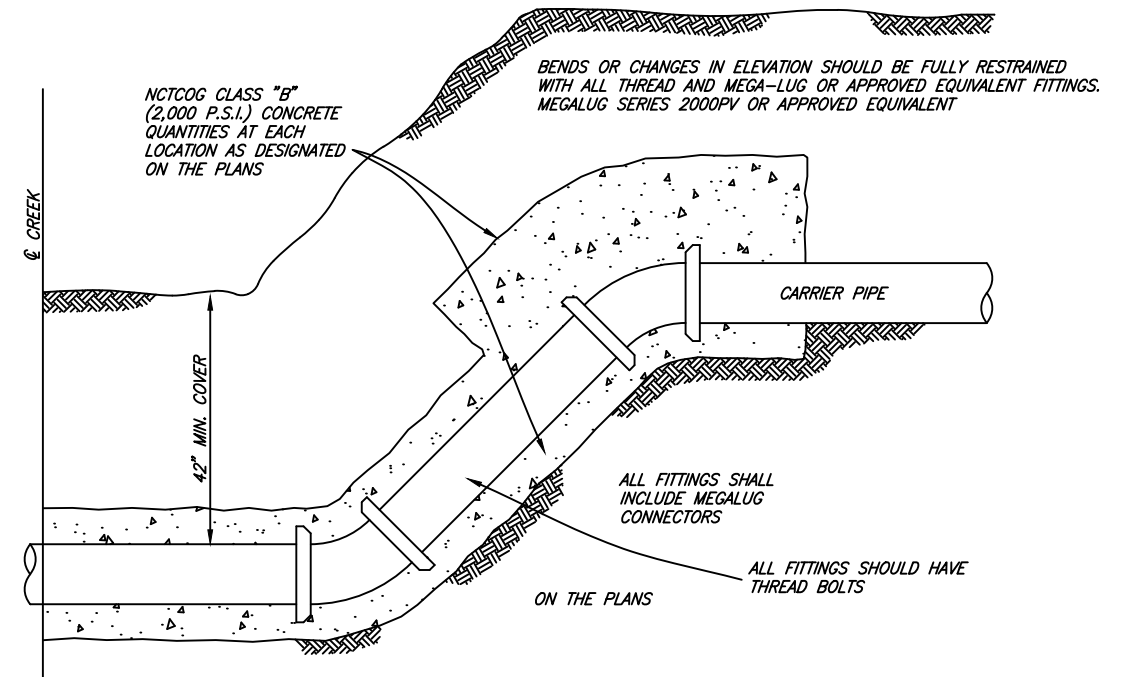 BENDS OR CHANGES IN ELEVATION SHOULD BE FULLY RESTRAINED
WITH ALL THREAD AND MEGA-LUG OR APPROVED EQUIVALENT FITTINGS.
MEGALUG SERIES 2000PV OR APPROVED EQUIVALENT
NCTCOG CLASS "B"
(2,000 P.S.I.) CONCRETE
QUANTITIES AT EACH
LOCATION AS DESIGNATED
ON THE PLANS
℄ CREEK
CARRIER PIPE
42" MIN. COVER
ALL FITTINGS SHALL
INCLUDE MEGALUG
CONNECTORS
ALL FITTINGS SHOULD HAVE
THREAD BOLTS
ON THE PLANS